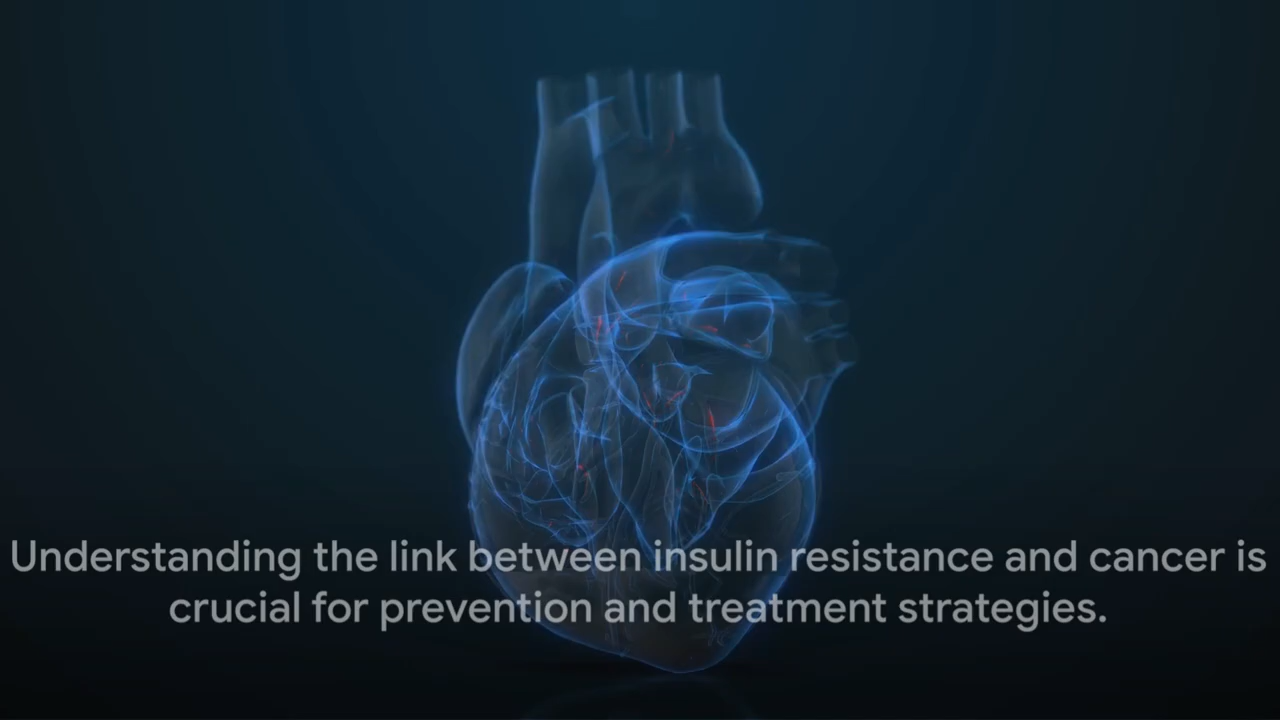 Understanding the link between insulin resistance and cancer is
crucial for prevention and treatment strategies.